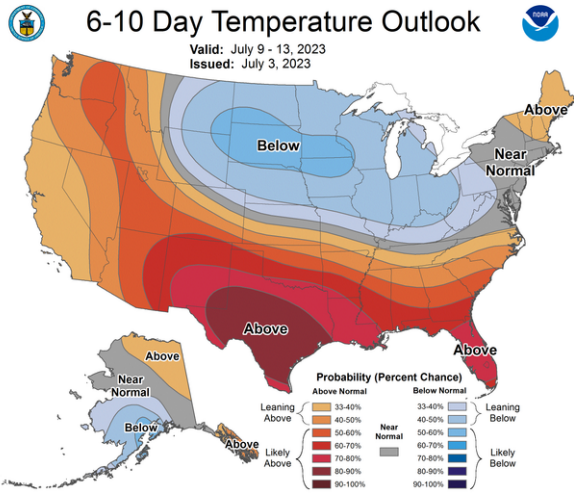 6-10 Day Temperature Outlook
NOAA
Valid: July 9 - 13, 2023
Issued: July 3, 2023
Below
Above
Near
Normal
Above
Above
Above
Near
Normal
Below
Above
Probability (Percent Chance)
Above Normal
Below Normal
Leaning
Above
33-40%
40-50%
Likely
Above
50-60%
60-70%
70-80%
80-90%
90-100%
Near
Normal
33-40%
40-50%
Leaning
Below
50-60%
60-70%
70-80%
80-90%
90-100%
Likely
Below